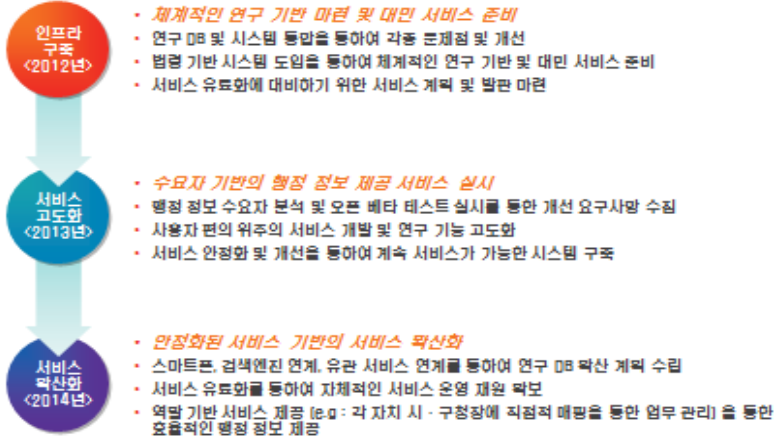 인프라
구축
<2012년>
• 체계적인 연구 기반 마련 및 대민 서비스 준비
• 연구 DB 및 시스템 통합을 통하여 각종 문제점 및 개선
• 법령 기반 시스템 도입을 통하여 체계적인 연구 기반 및 대민 서비스 준비
• 서비스 유료화에 대비하기 위한 서비스 계획 및 발판 마련
서비스
고도화
<2013년>
• 수요자 기반의 행정 정보 제공 서비스 실시
• 행정 정보 수요자 분석 및 오픈 베타 테스트 실시를 통한 개선 요구사항 수집
• 사용자 편의 위주의 서비스 개발 및 연구 기능 고도화
• 서비스 안정화 및 개선을 통하여 계속 서비스가 가능한 시스템 구축
서비스
확산화
<2014년>
• 안정화된 서비스 기반의 서비스 확산화
• 스마트폰, 검색엔진 연계, 유관 서비스 연계를 통하여 연구 DB 확산 계획 수립
• 서비스 유료화를 통하여 자체적인 서비스 운영 재원 확보
• 역할 기반 서비스 제공 (e.g : 각 자치 시 · 구청장에 직접적 매핑을 통한 업무 관리) 을 통한
효율적인 행정 정보 제공